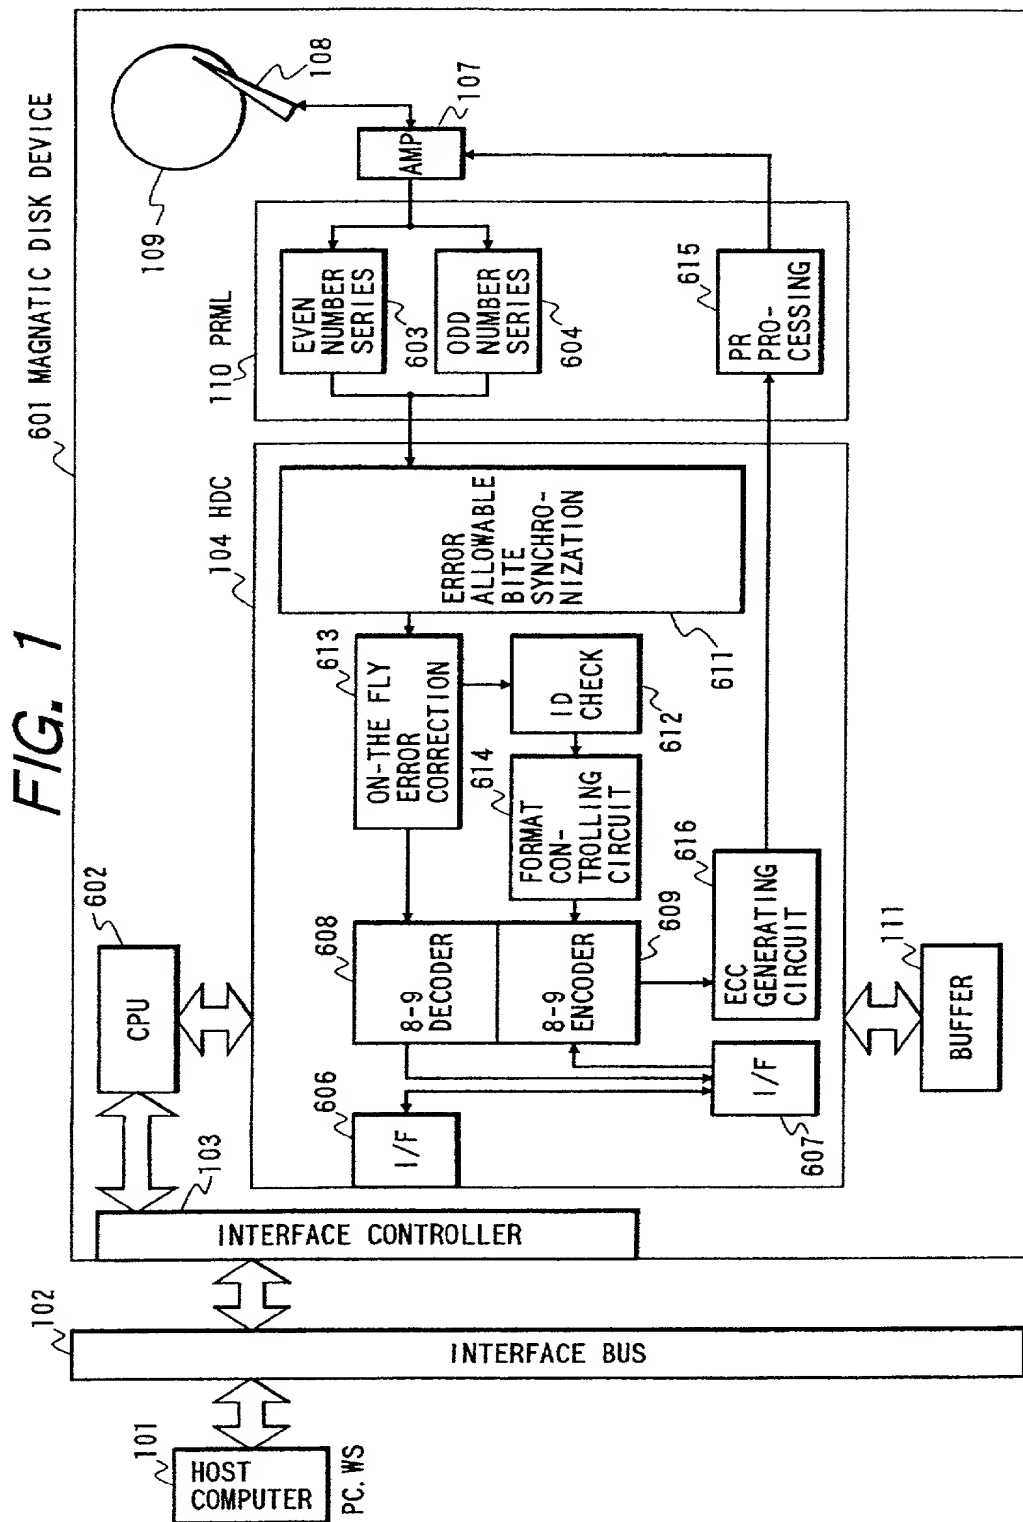 FIG. 1
601 MAGNATIC DISK DEVICE
109
108
107
AMP
110 PRML
EVEN
NUMBER
SERIES
603
ODD
NUMBER
SERIES
604
615
PR
PRO-
CESSING
104 HDC
ERROR
ALLOWABLE
BITE
SYNCHRO-
NIZATION
611
613
ON-THE FLY
ERROR
CORRECTION
ID
CHECK
612
614
FORMAT
CON-
TROLLING
CIRCUIT
608
8-9
DECODER
8-9
ENCODER
609
616
ECC
GENERATING
CIRCUIT
606
I/F
I/F
607
602
CPU
111
BUFFER
103
INTERFACE CONTROLLER
102
INTERFACE BUS
101
HOST
COMPUTER
PC.WS